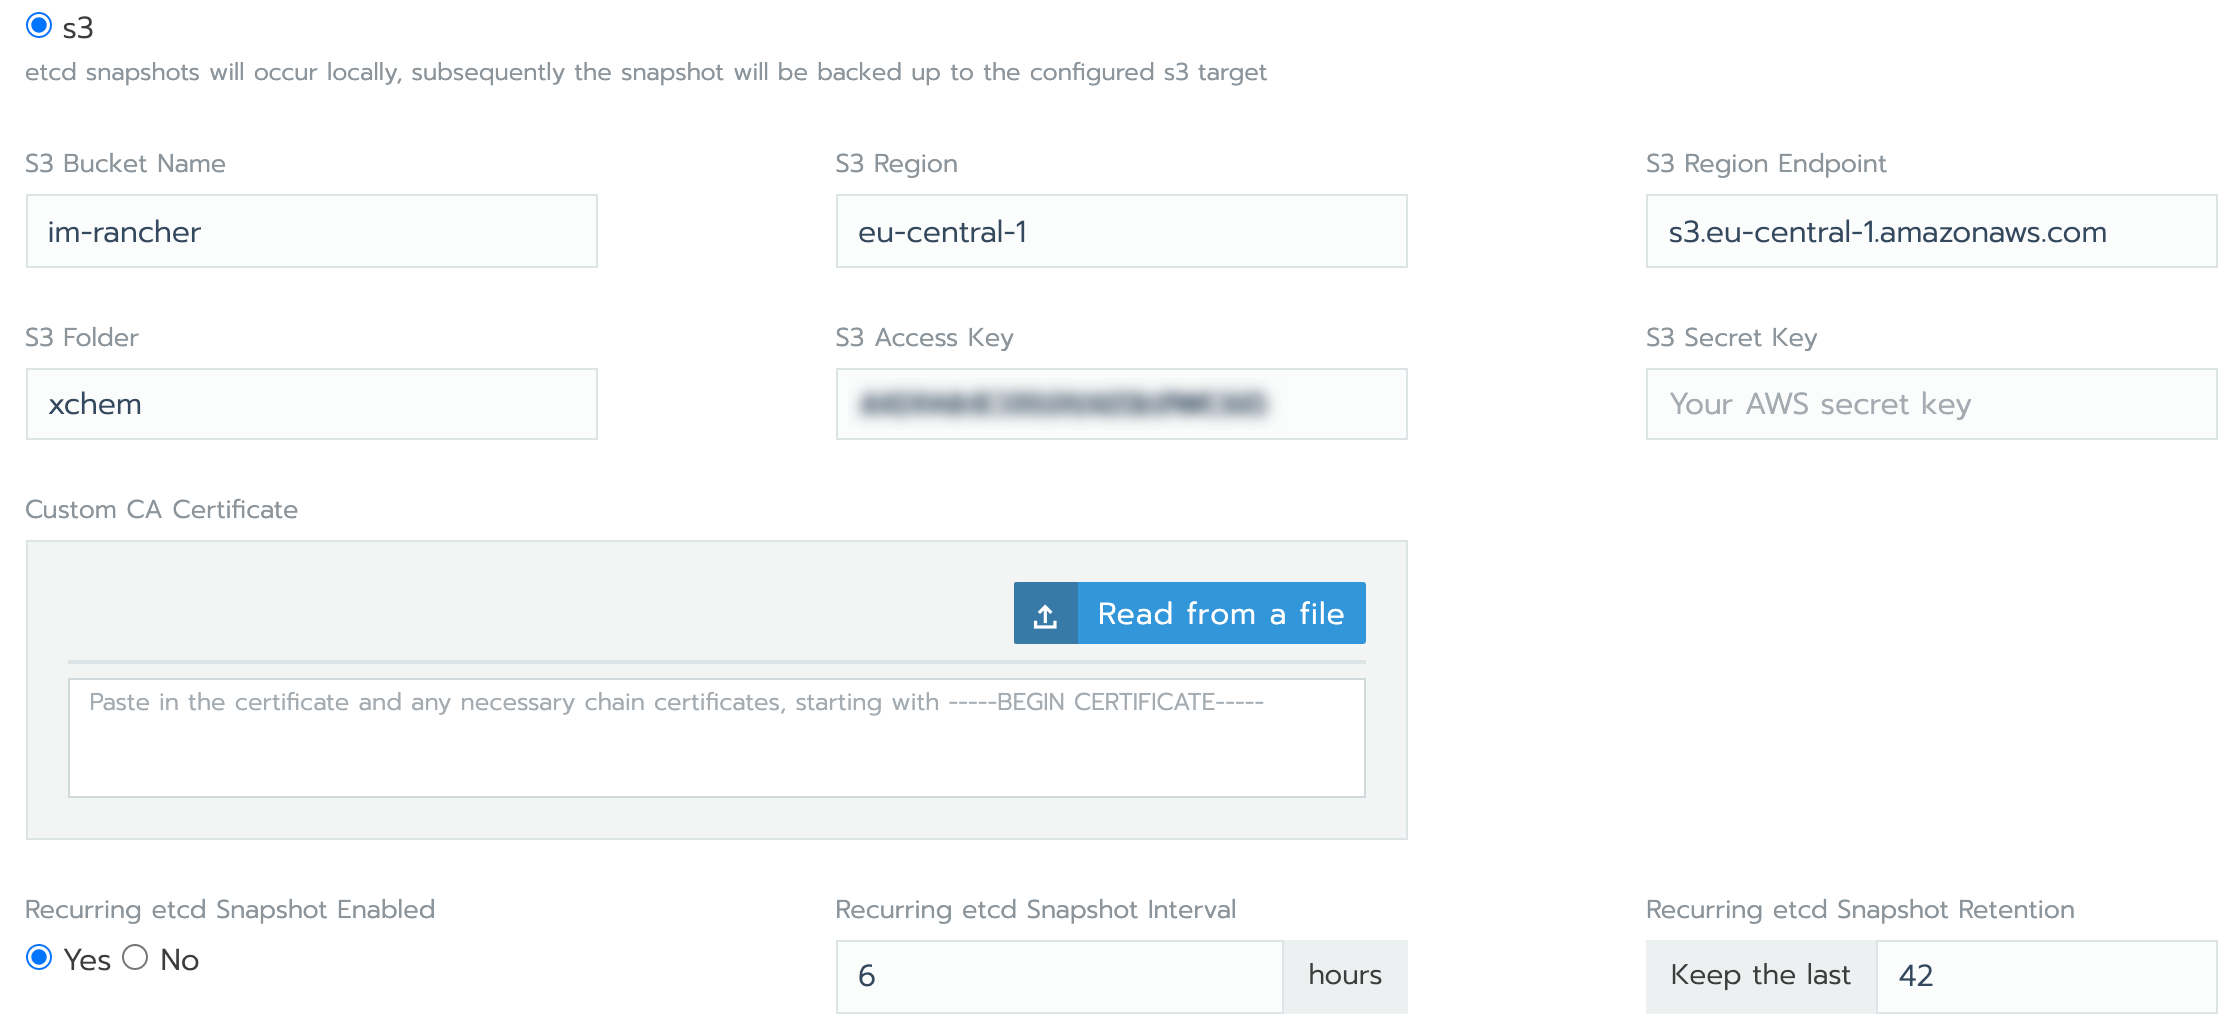 s3
etcd snapshots will occur locally, subsequently the snapshot will be backed up to the configured s3 target
S3 Bucket Name
S3 Region
S3 Region Endpoint
im-rancher
eu-central-1
s3.eu-central-1.amazonaws.com
S3 Folder
S3 Access Key
S3 Secret Key
xchem
Your AWS secret key
Custom CA Certificate
Read from a file
Paste in the certificate and any necessary chain certificates, starting with -----BEGIN CERTIFICATE-----
Recurring etcd Snapshot Enabled
Recurring etcd Snapshot Interval
Recurring etcd Snapshot Retention
Yes No
6 hours
Keep the last 42